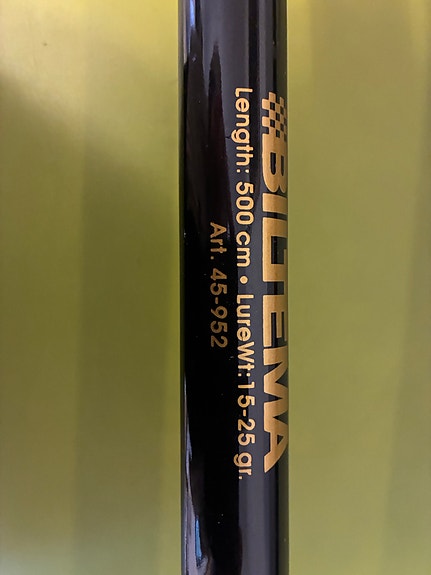 BILTEMA
Length: 500 cm • LureWt:15-25 gr.
Art. 45-952